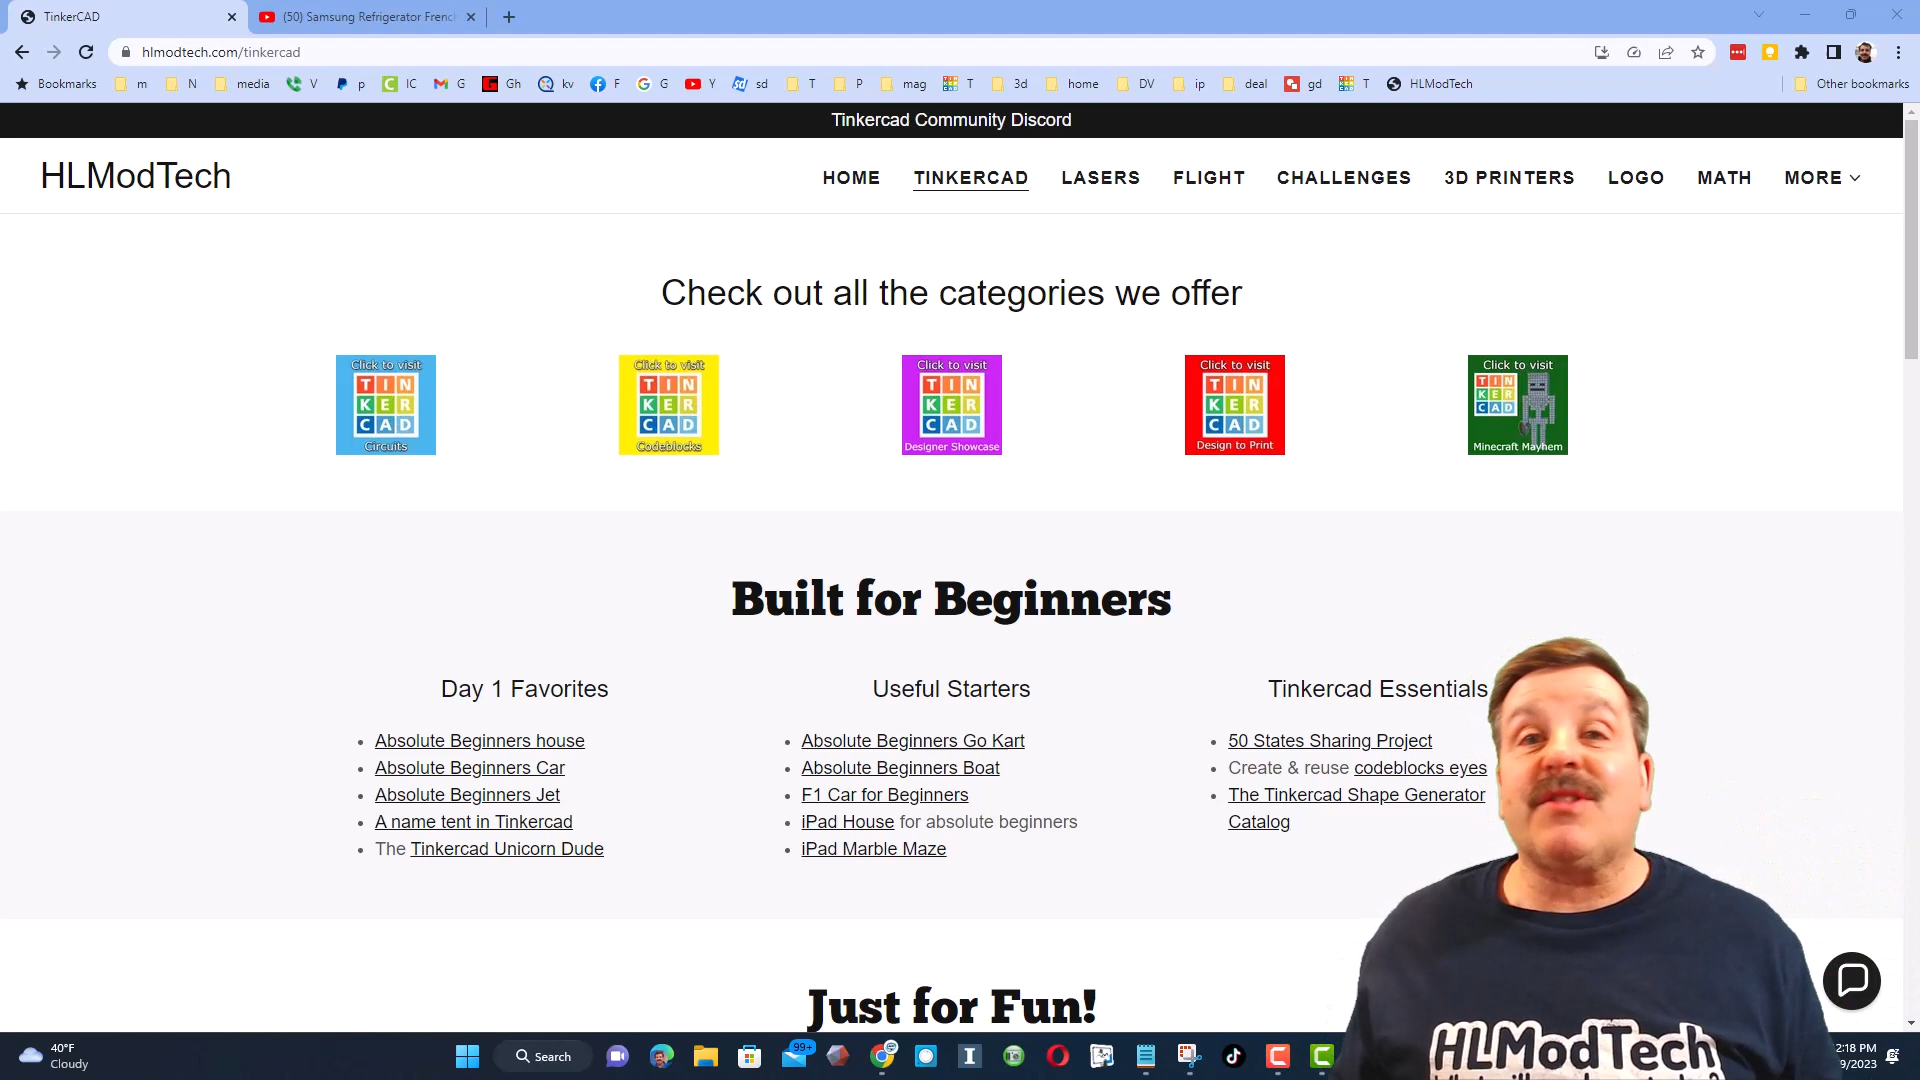 TinkerCAD
(50) Samsung Refrigerator Frenc
hlmodtech.com/tinkercad
Bookmarks m N media V p IC G Gh kv F G Y sd T P mag T 3d home DV ip deal gd T HLModTech Other bookmarks
Tinkercad Community Discord
HLModTech
HOME TINKERCAD LASERS FLIGHT CHALLENGES 3D PRINTERS LOGO MATH MORE
Check out all the categories we offer
Click to visit
TIN
KER
CAD
Circuits
Click to visit
TIN
KER
CAD
Codeblocks
Click to visit
TIN
KER
CAD
Designer Showcase
Click to visit
TIN
KER
CAD
Design to Print
Click to visit
TIN
KER
CAD
Minecraft Mayhem
Built for Beginners
Day 1 Favorites
Absolute Beginners house
Absolute Beginners Car
Absolute Beginners Jet
A name tent in Tinkercad
The Tinkercad Unicorn Dude
Useful Starters
Absolute Beginners Go Kart
Absolute Beginners Boat
F1 Car for Beginners
iPad House for absolute beginners
iPad Marble Maze
Tinkercad Essentials
50 States Sharing Project
Create & reuse codeblocks eyes
The Tinkercad Shape Generator
Catalog
Just for Fun!
HLModTech
40°F
Cloudy
Search
99+
2:18 PM
9/2023